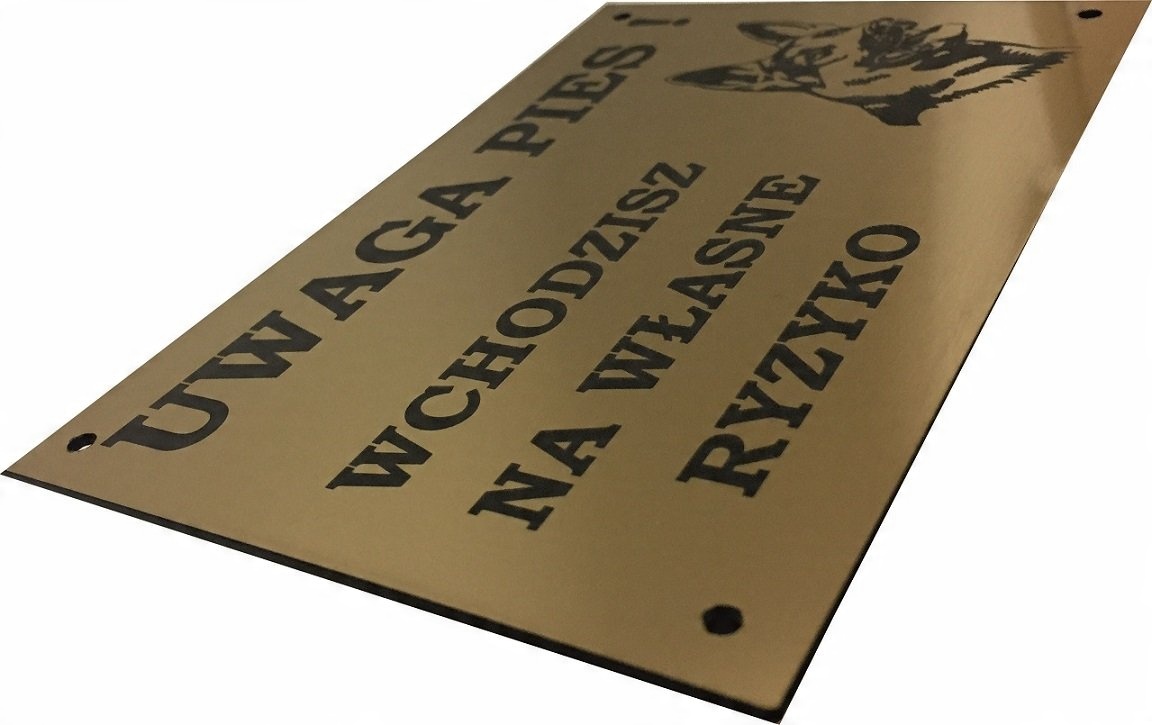 UWAGA PIES !
WCHODZISZ
NA WŁASNE
RYZYKO